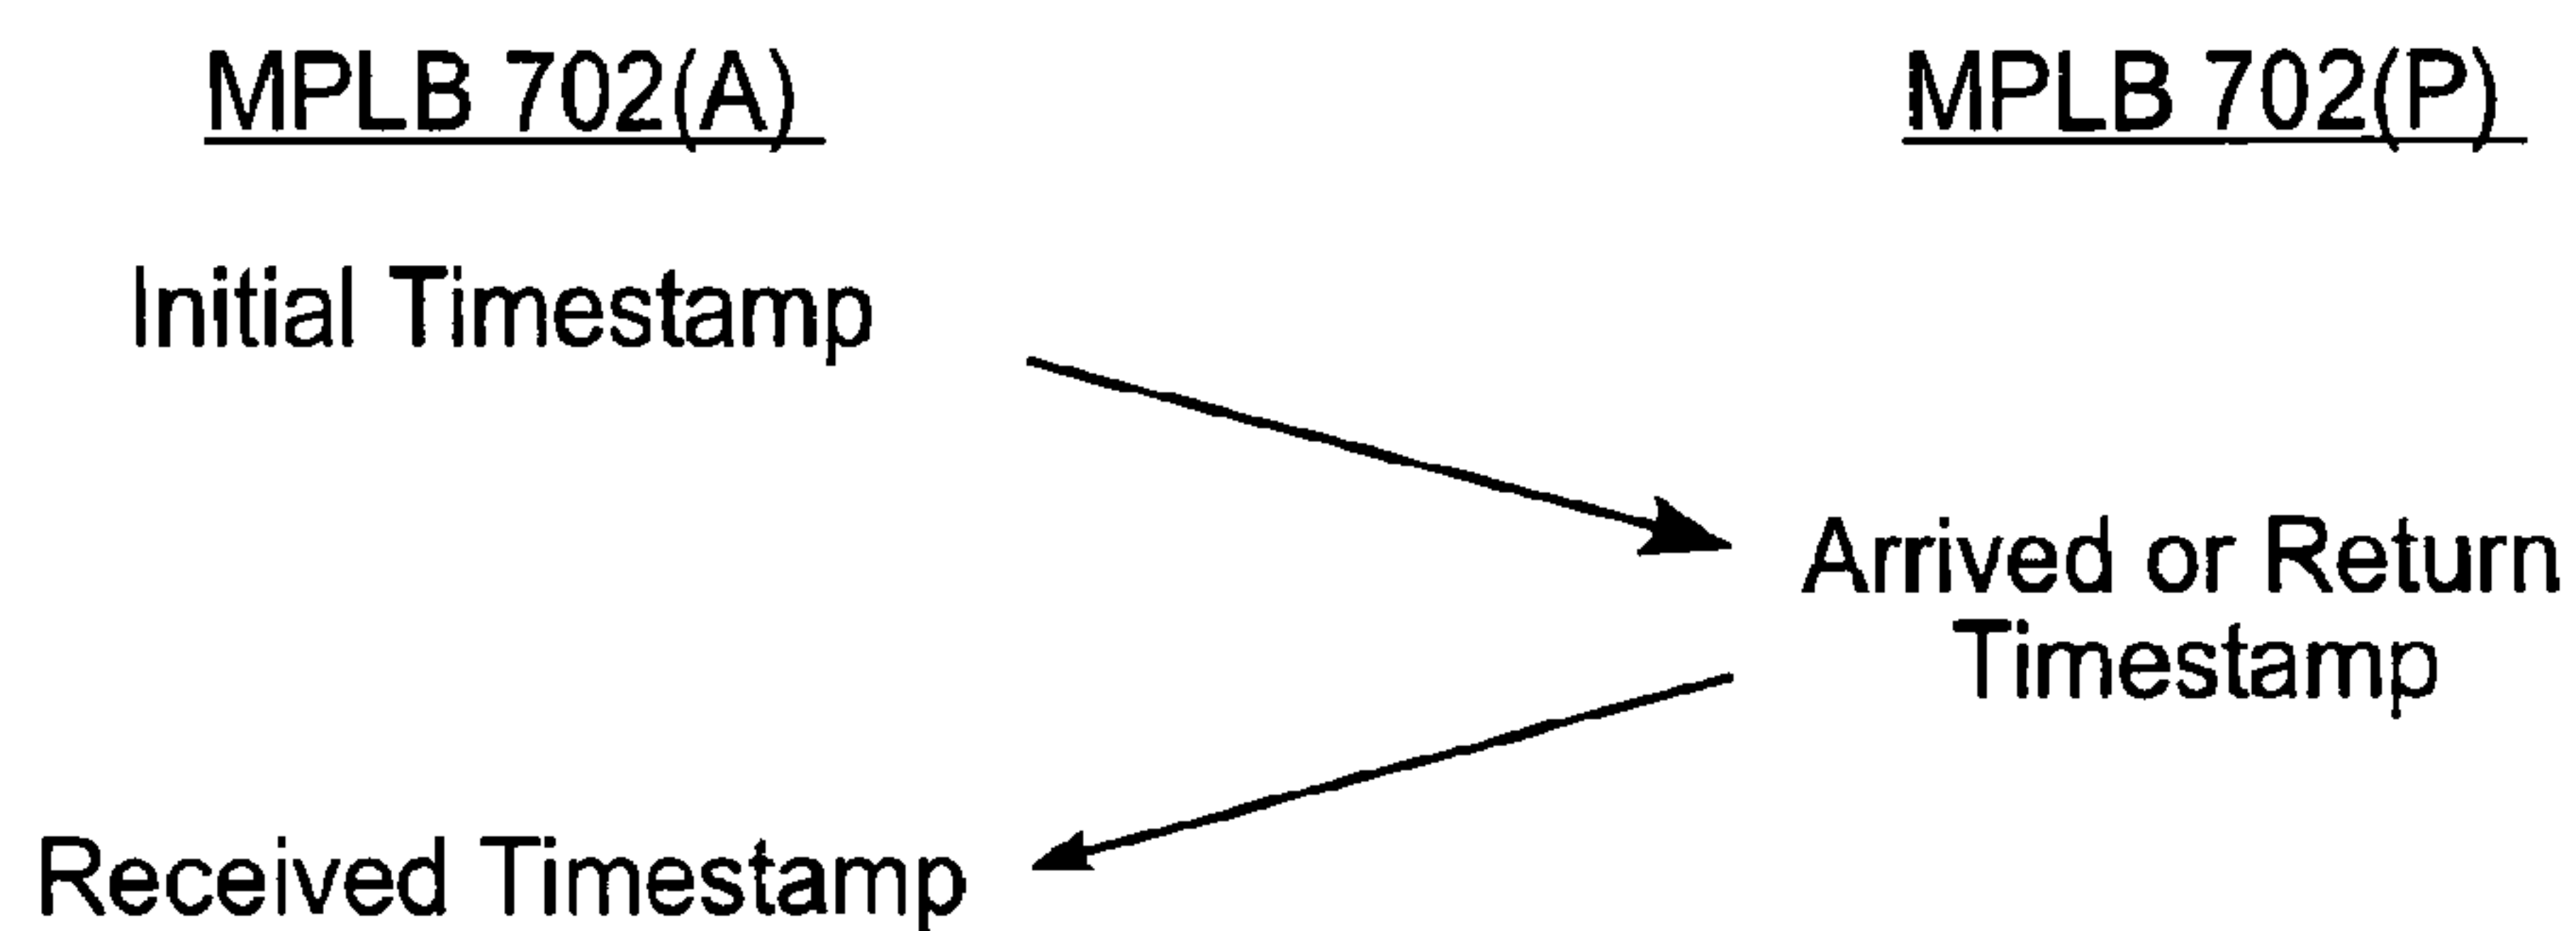 MPLB 702(A)
MPLB 702(P)
Initial Timestamp
Arrived or Return
Timestamp
Received Timestamp